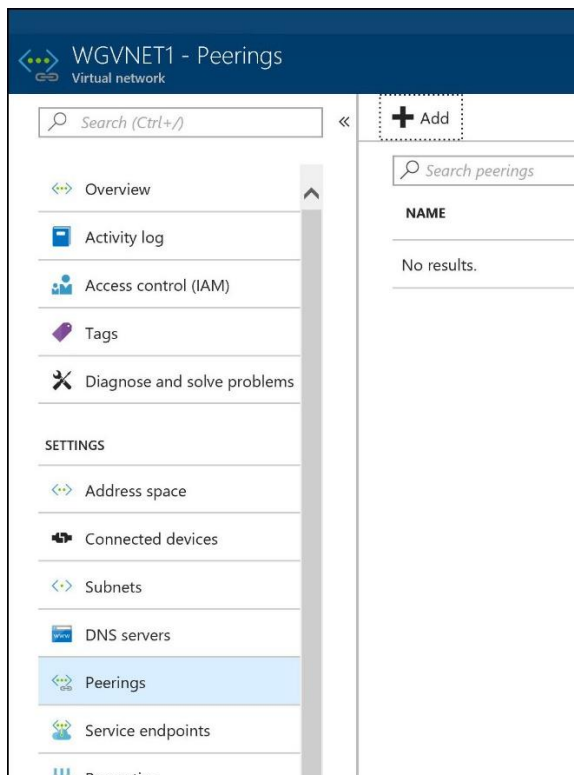 WGVNET1 - Peerings
Virtual network
Search (Ctrl+/)
«
Add
Overview
Search peerings
Activity log
NAME
Access control (IAM)
No results.
Tags
Diagnose and solve problems
SETTINGS
Address space
Connected devices
Subnets
DNS servers
Peerings
Service endpoints